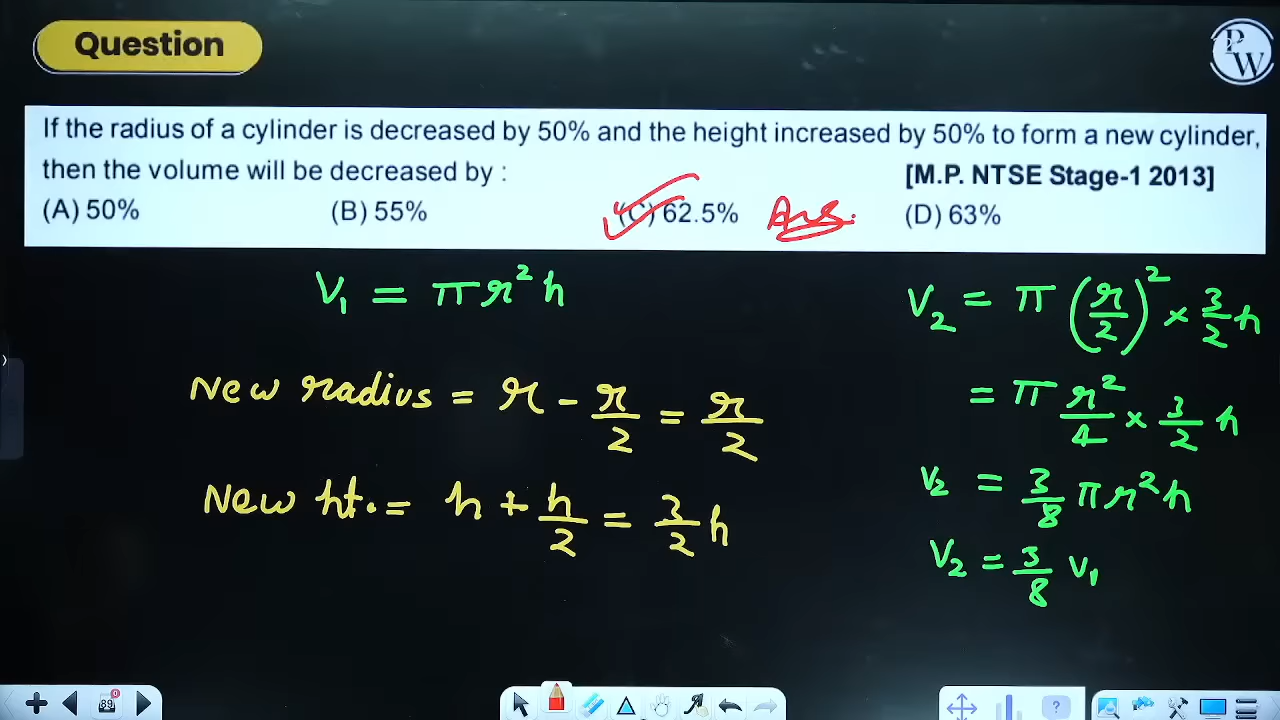 Question
PW
If the radius of a cylinder is decreased by 50% and the height increased by 50% to form a new cylinder,
then the volume will be decreased by :
[M.P. NTSE Stage-1 2013]
(A) 50% (B) 55% (C) 62.5% Ans. (D) 63%
V₁ = πr²h
New radius = r - r/2 = r/2
New ht. = h + h/2 = 3/2 h
V₂ = π (r/2)² × 3/2 h
= π r²/4 × 3/2 h
V₂ = 3/8 πr²h
V₂ = 3/8 V₁
89
0
?